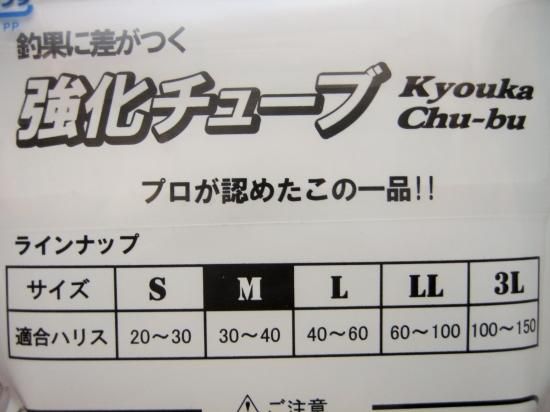 PP
釣果に差がつく
強化チューブ Kyouka
Chu-bu
プロが認めたこの一品!!
ラインナップ
サイズ S M L LL 3L
適合ハリス 20～30 30～40 40～60 60～100 100～150
⚠ご注意